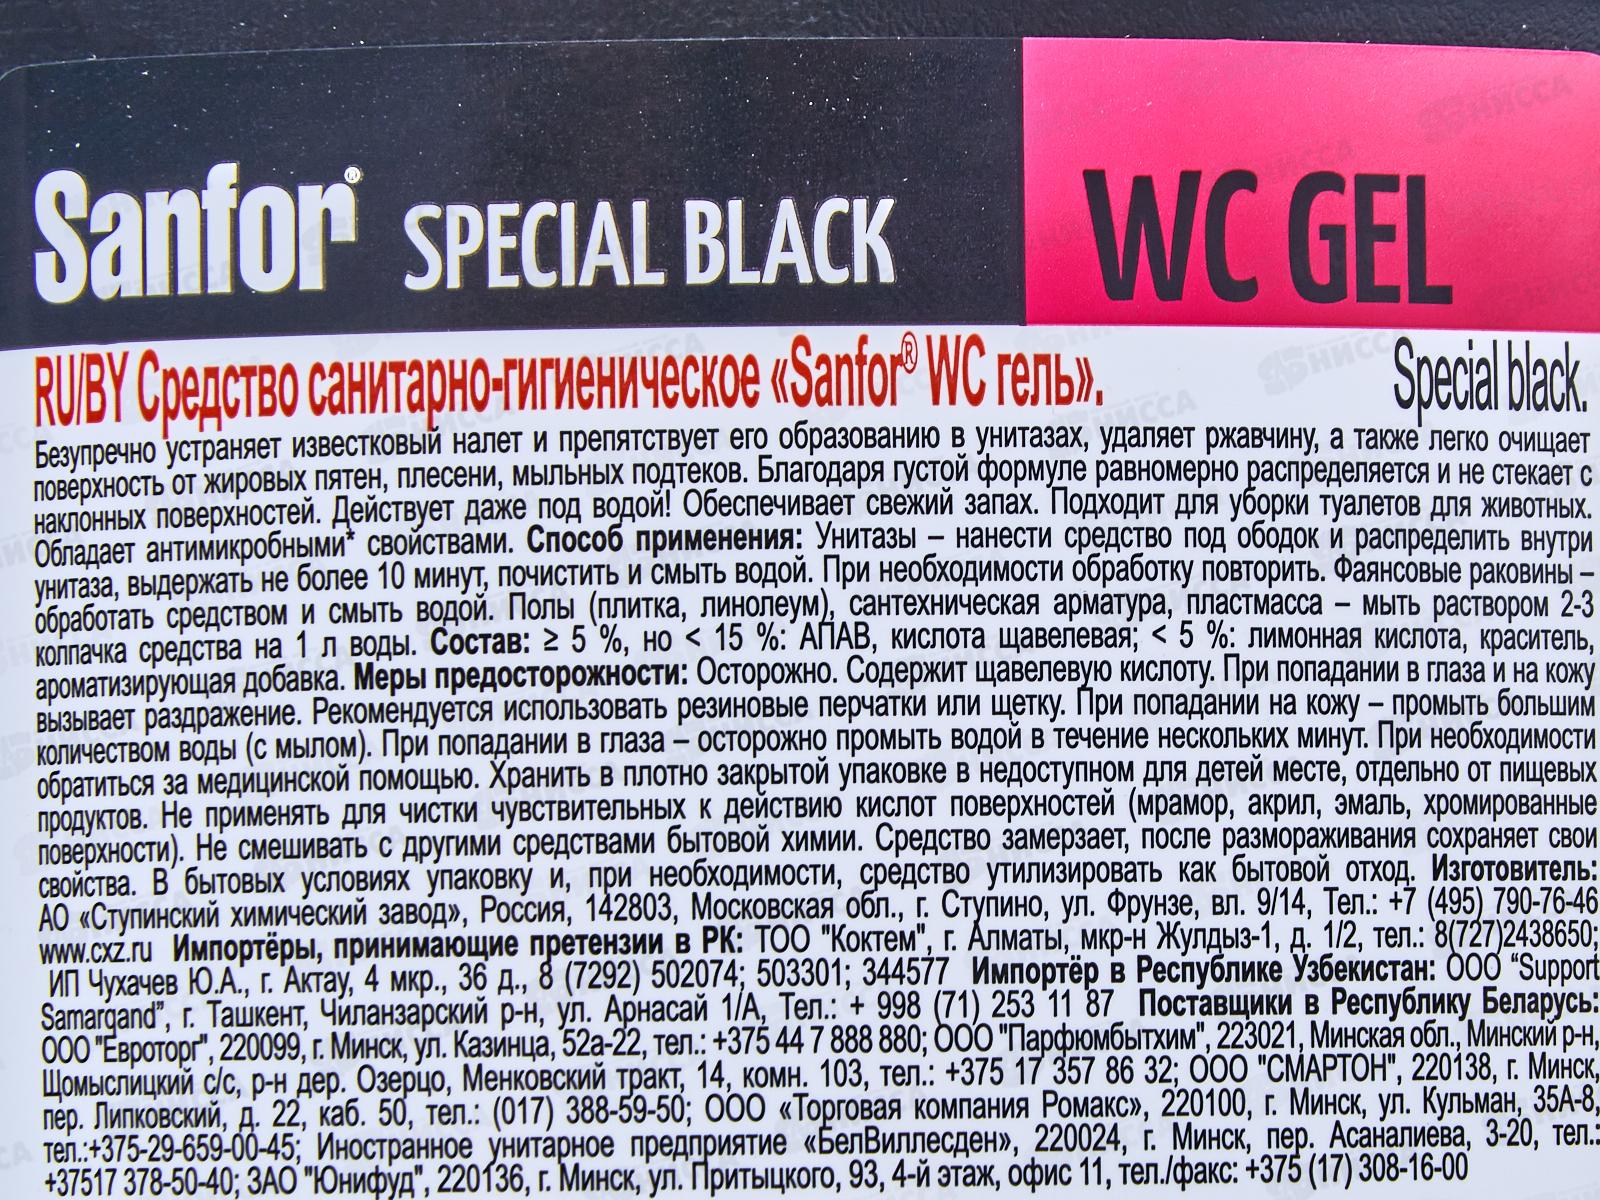 Sanfor® SPECIAL BLACK WC GEL
RU/BY Средство санитарно-гигиеническое «Sanfor® WC гель». Special black.
Безупречно устраняет известковый налет и препятствует его образованию в унитазах, удаляет ржавчину, а также легко очищает
поверхность от жировых пятен, плесени, мыльных подтеков. Благодаря густой формуле равномерно распределяется и не стекает с
наклонных поверхностей. Действует даже под водой! Обеспечивает свежий запах. Подходит для уборки туалетов для животных.
Обладает антимикробными* свойствами. Способ применения: Унитазы – нанести средство под ободок и распределить внутри
унитаза, выдержать не более 10 минут, почистить и смыть водой. При необходимости обработку повторить. Фаянсовые раковины –
обработать средством и смыть водой. Полы (плитка, линолеум), сантехническая арматура, пластмасса – мыть раствором 2-3
колпачка средства на 1 л воды. Состав: ≥ 5 %, но < 15 %: АПАВ, кислота щавелевая; < 5 %: лимонная кислота, краситель,
ароматизирующая добавка. Меры предосторожности: Осторожно. Содержит щавелевую кислоту. При попадании в глаза и на кожу
вызывает раздражение. Рекомендуется использовать резиновые перчатки или щетку. При попадании на кожу – промыть большим
количеством воды (с мылом). При попадании в глаза – осторожно промыть водой в течение нескольких минут. При необходимости
обратиться за медицинской помощью. Хранить в плотно закрытой упаковке в недоступном для детей месте, отдельно от пищевых
продуктов. Не применять для чистки чувствительных к действию кислот поверхностей (мрамор, акрил, эмаль, хромированные
поверхности). Не смешивать с другими средствами бытовой химии. Средство замерзает, после размораживания сохраняет свои
свойства. В бытовых условиях упаковку и, при необходимости, средство утилизировать как бытовой отход. Изготовитель:
АО «Ступинский химический завод», Россия, 142803, Московская обл., г. Ступино, ул. Фрунзе, вл. 9/14, Тел.: +7 (495) 790-76-46
www.cxz.ru Импортёры, принимающие претензии в РК: ТОО "Коктем", г. Алматы, мкр-н Жулдыз-1, д. 1/2, тел.: 8(727)2438650;
ИП Чухачев Ю.А., г. Актау, 4 мкр., 36 д., 8 (7292) 502074; 503301; 344577 Импортёр в Республике Узбекистан: ООО “Support
Samarqand”, г. Ташкент, Чиланзарский р-н, ул. Арнасай 1/А, Тел.: + 998 (71) 253 11 87 Поставщики в Республику Беларусь:
ООО "Евроторг", 220099, г. Минск, ул. Казинца, 52а-22, тел.: +375 44 7 888 880; ООО "Парфюмбытхим", 223021, Минская обл., Минский р-н,
Щомыслицкий с/с, р-н дер. Озерцо, Менковский тракт, 14, комн. 103, тел.: +375 17 357 86 32; ООО "СМАРТОН", 220138, г. Минск,
пер. Липковский, д. 22, каб. 50, тел.: (017) 388-59-50; ООО «Торговая компания Ромакс», 220100, г. Минск, ул. Кульман, 35А-8,
тел.:+375-29-659-00-45; Иностранное унитарное предприятие «БелВиллесден», 220024, г. Минск, пер. Асаналиева, 3-20, тел.:
+37517 378-50-40; ЗАО "Юнифуд", 220136, г. Минск, ул. Притыцкого, 93, 4-й этаж, офис 11, тел./факс: +375 (17) 308-16-00